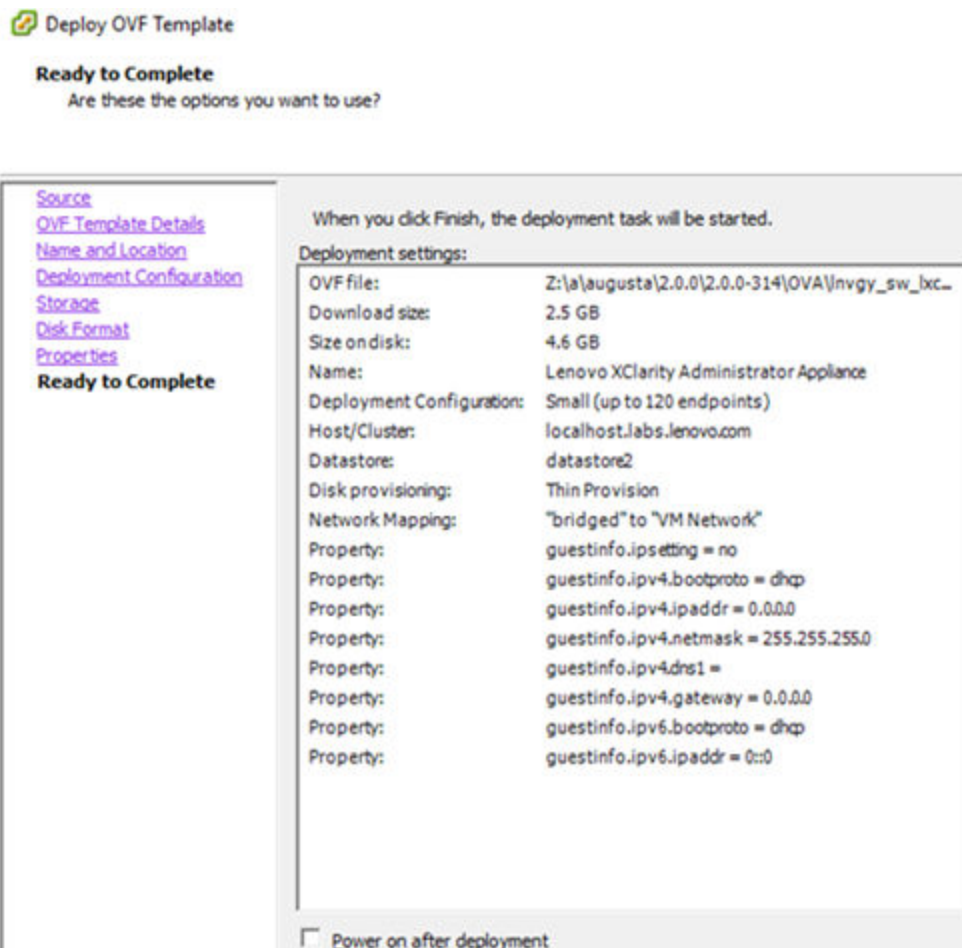 Deploy OVF Template
Ready to Complete
Are these the options you want to use?
Source
OVF Template Details
Name and Location
Deployment Configuration
Storage
Disk Format
Properties
Ready to Complete
When you click Finish, the deployment task will be started.
Deployment settings:
OVF file: Z:\a\augusta\2.0.0\2.0.0-314\OVA\lnvgy_sw_lxc...
Download size: 2.5 GB
Size on disk: 4.6 GB
Name: Lenovo XClarity Administrator Appliance
Deployment Configuration: Small (up to 120 endpoints)
Host/Cluster: localhost.labs.lenovo.com
Datastore: datastore2
Disk provisioning: Thin Provision
Network Mapping: "bridged" to "VM Network"
Property: guestinfo.ipsetting = no
Property: guestinfo.ipv4.bootproto = dhcp
Property: guestinfo.ipv4.ipaddr = 0.0.0.0
Property: guestinfo.ipv4.netmask = 255.255.255.0
Property: guestinfo.ipv4.dns1 =
Property: guestinfo.ipv4.gateway = 0.0.0.0
Property: guestinfo.ipv6.bootproto = dhcp
Property: guestinfo.ipv6.ipaddr = 0::0
Power on after deployment